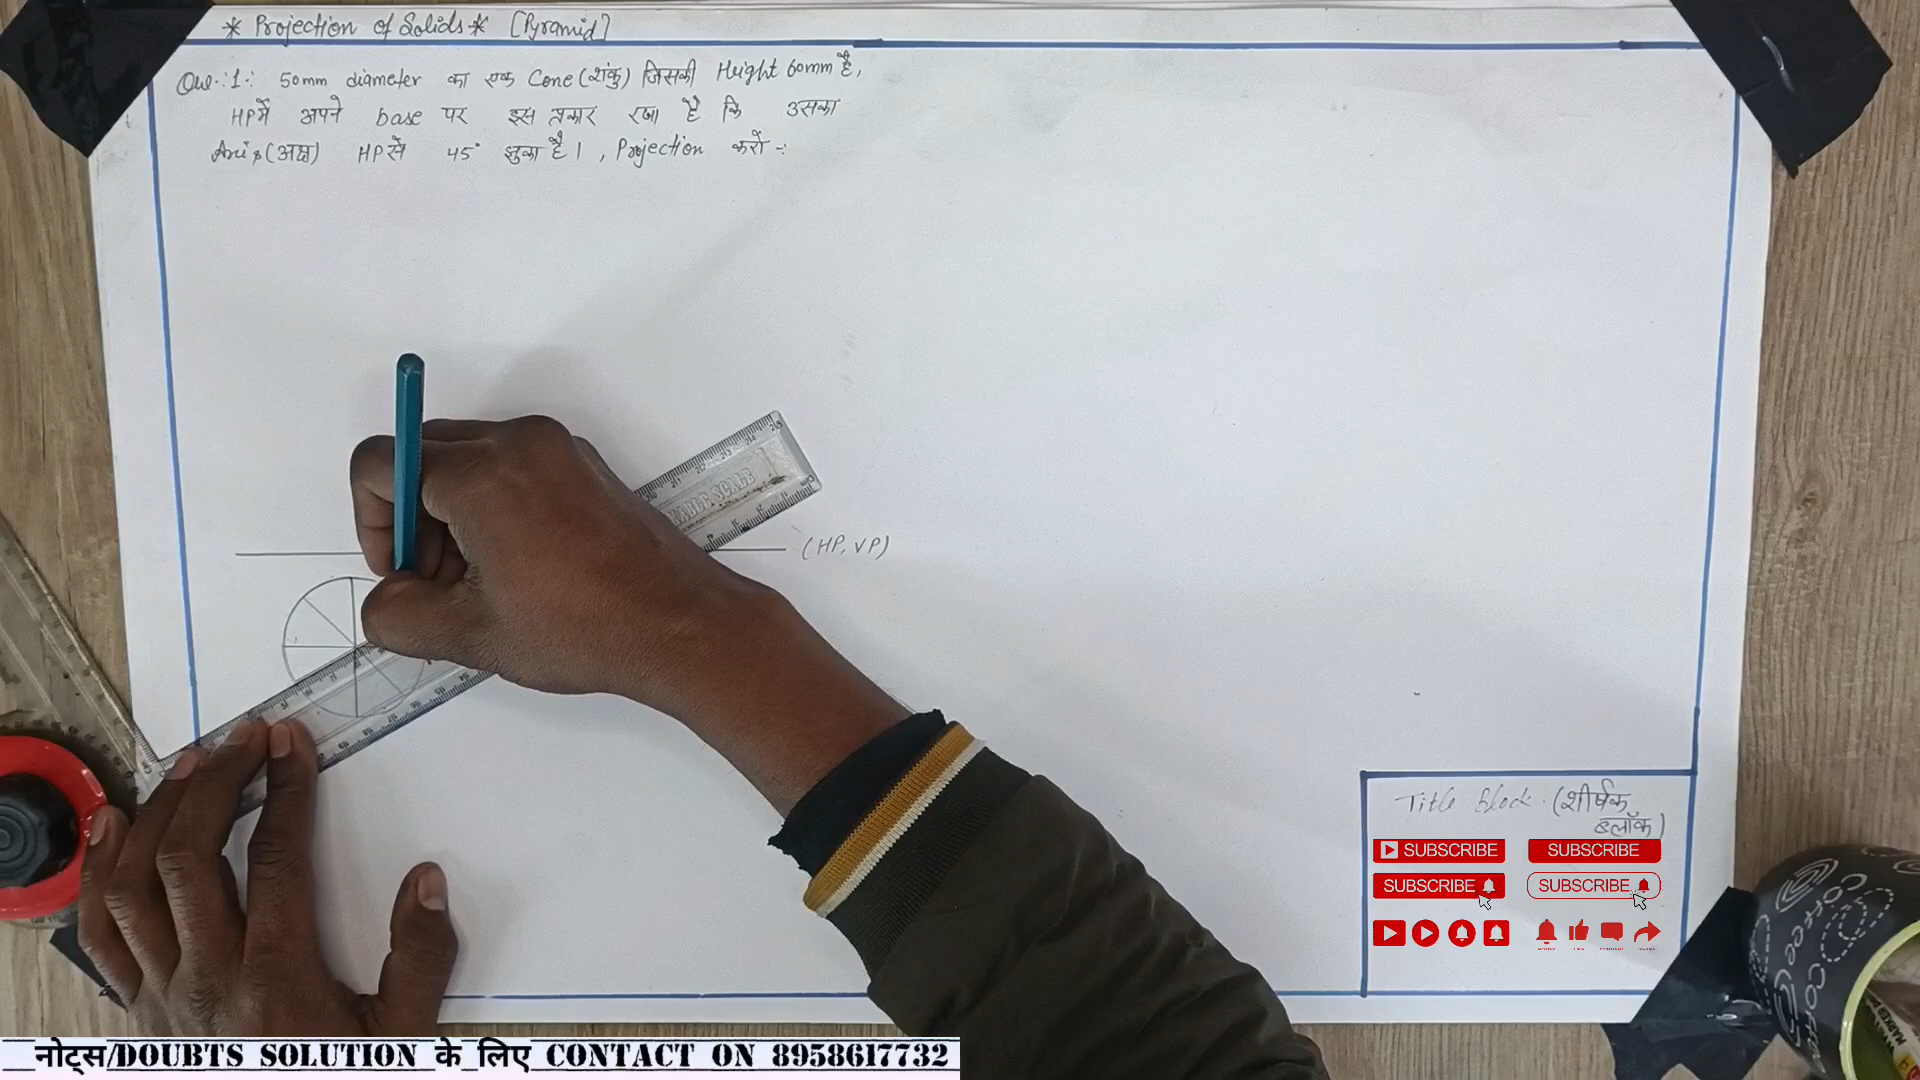 * Projection of Solids * [Pyramid]
Que.:1:- 50mm diameter का एक Cone (शंकु) जिसकी Height 60mm है,
HP में अपने base पर इस प्रकार रखा है कि उसका
Axis (अक्ष) HP से 45° झुका है। , Projection करो -:
(HP, VP)
Title Block. (शीर्षक
ब्लॉक)
SUBSCRIBE SUBSCRIBE
SUBSCRIBE SUBSCRIBE
नोट्स/DOUBTS SOLUTION के लिए CONTACT ON 8958617732